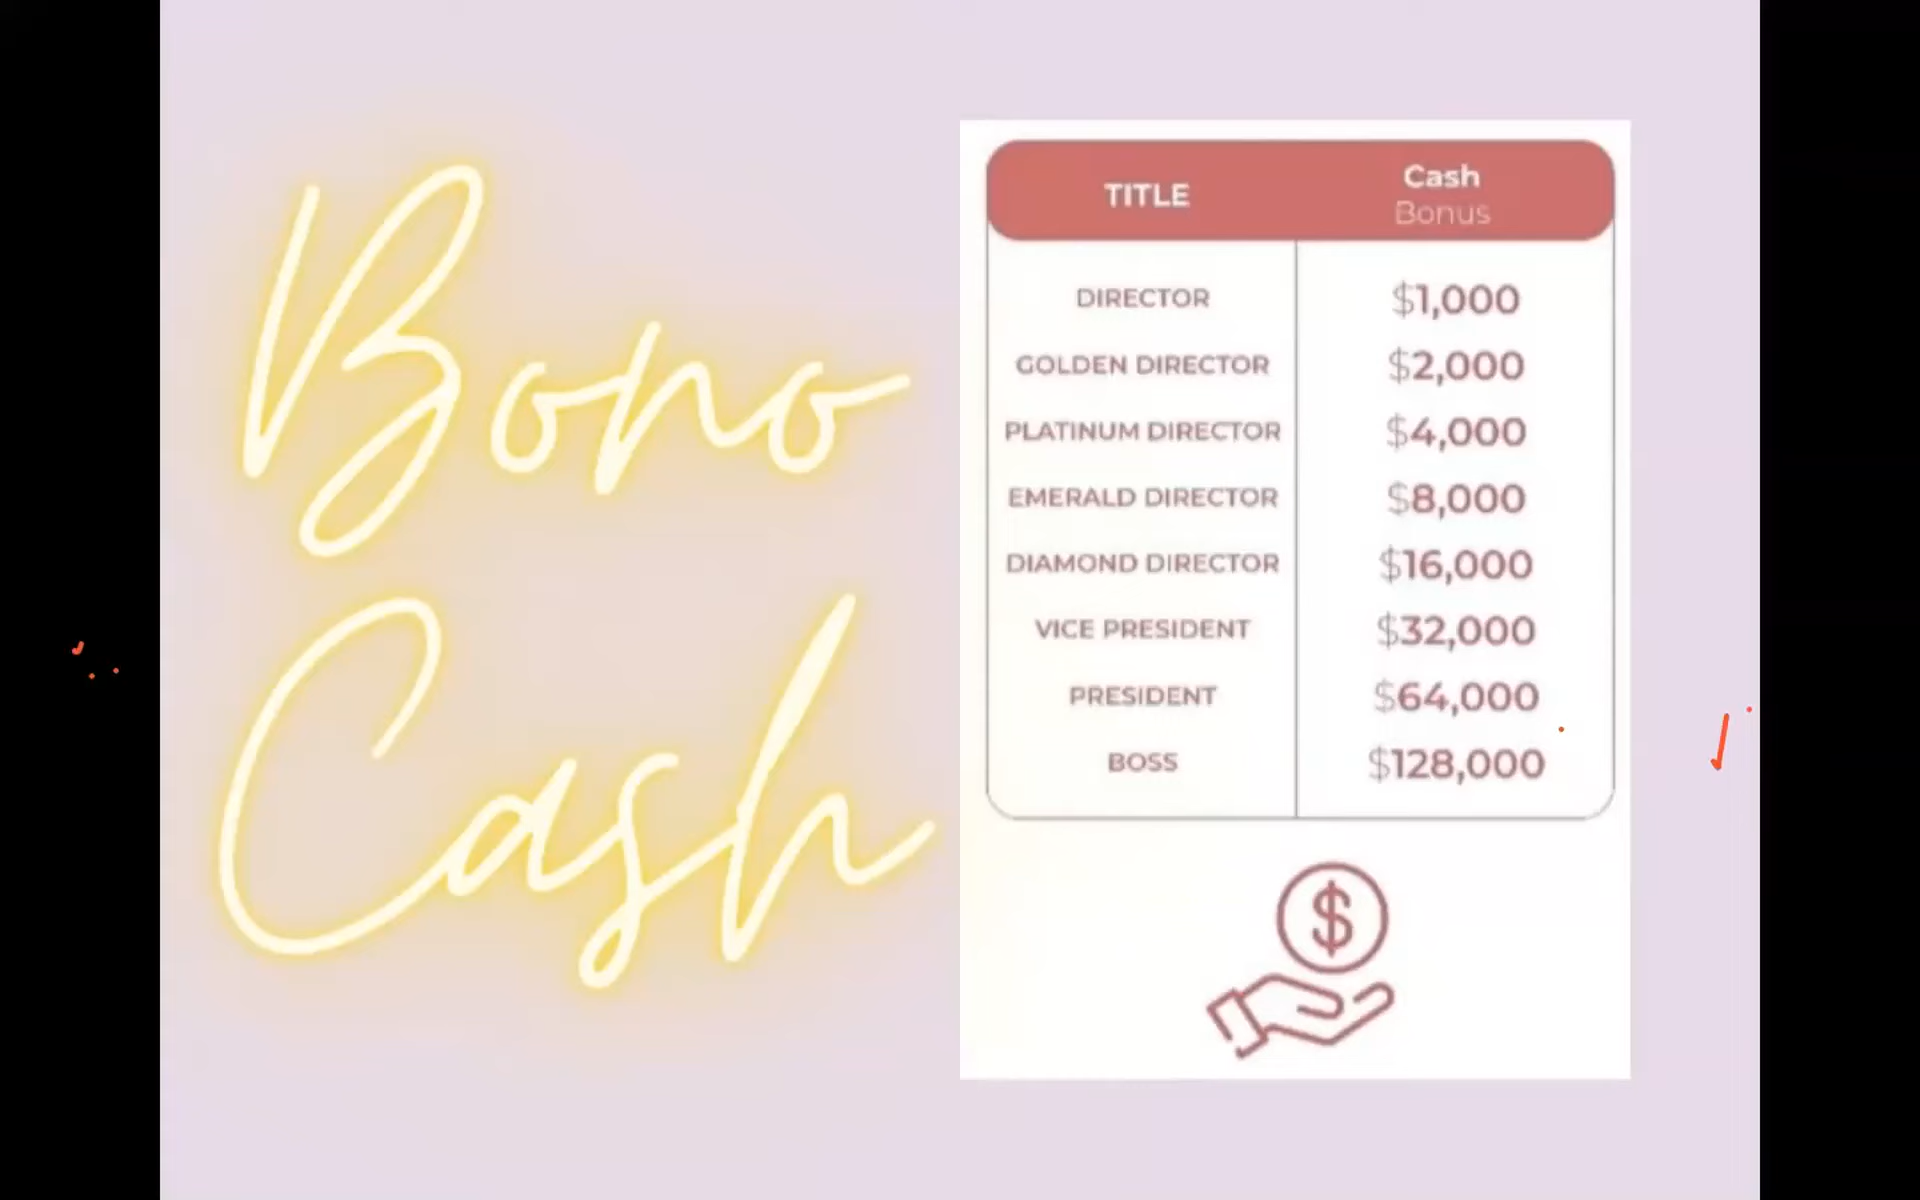 Bono
Cash
TITLE
Cash
Bonus
DIRECTOR $1,000
GOLDEN DIRECTOR $2,000
PLATINUM DIRECTOR $4,000
EMERALD DIRECTOR $8,000
DIAMOND DIRECTOR $16,000
VICE PRESIDENT $32,000
PRESIDENT $64,000
BOSS $128,000
$